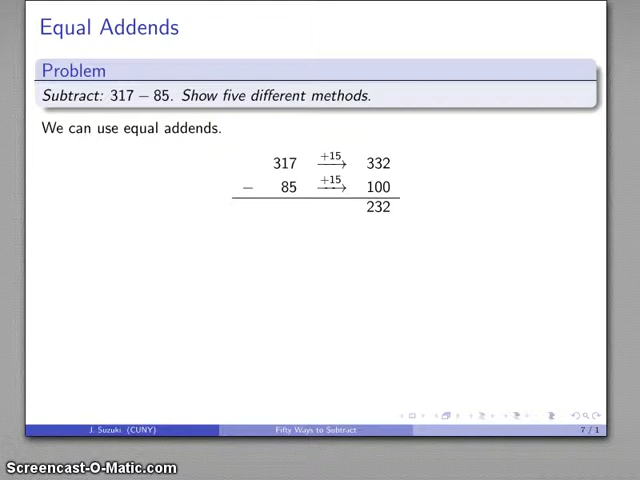 Equal Addends
Problem
Subtract: 317 − 85. Show five different methods.
We can use equal addends.
317 +15 → 332
− 85 +15 → 100
232
J. Suzuki (CUNY) Fifty Ways to Subtract 7 / 1
Screencast-O-Matic.com